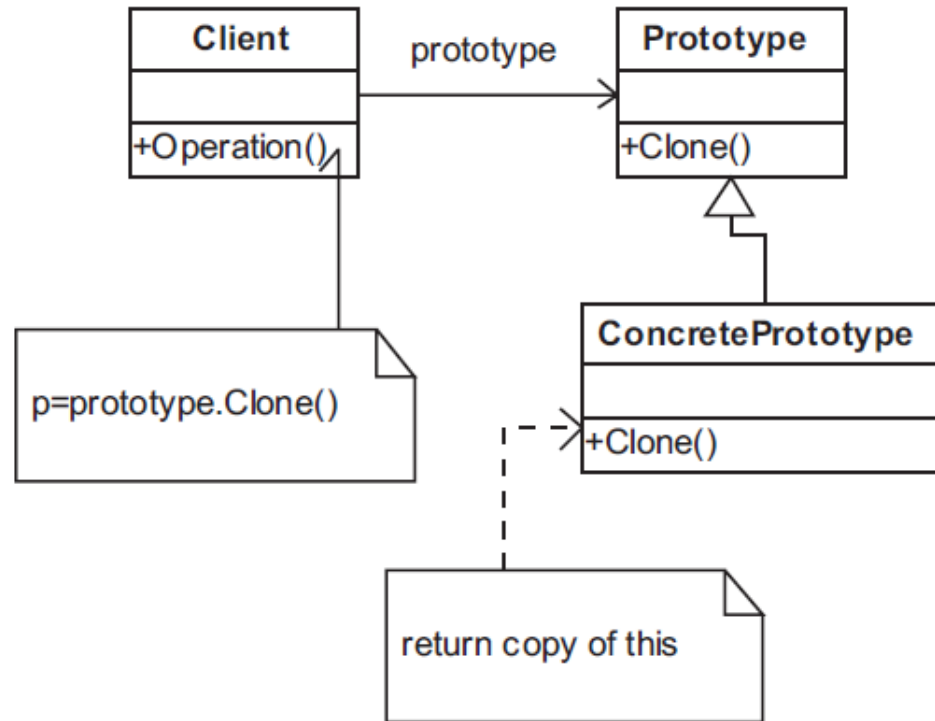 Client
prototype
Prototype
+Operation()
+Clone()
ConcretePrototype
p=prototype.Clone()
+Clone()
return copy of this